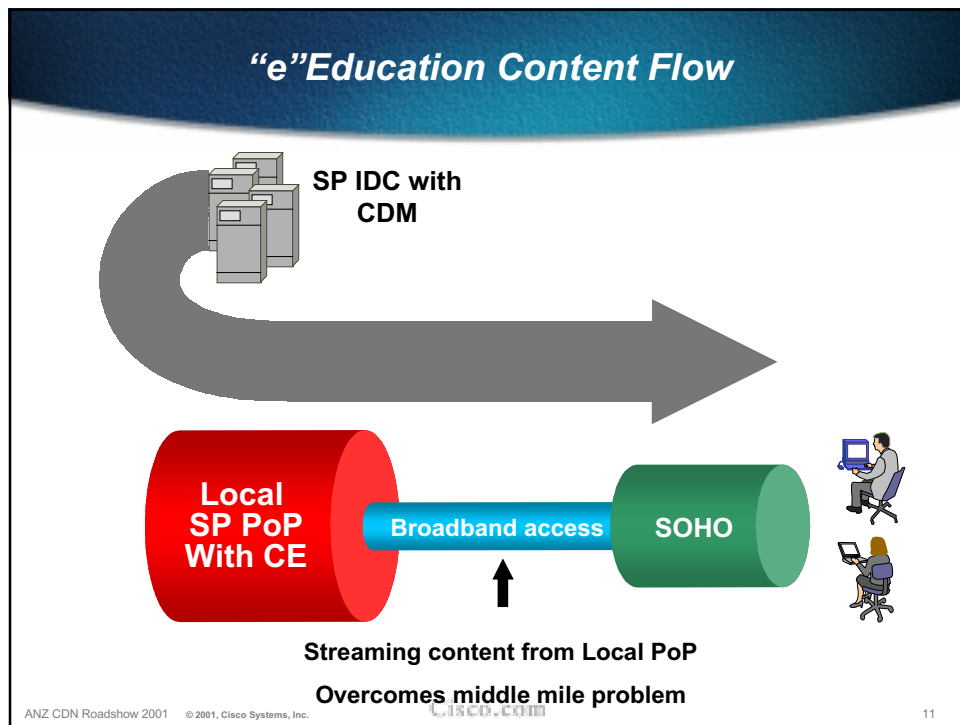 “e”Education Content Flow
SP IDC with
CDM
Local
SP PoP
With CE
Broadband access
SOHO
Streaming content from Local PoP
Overcomes middle mile problem
ANZ CDN Roadshow 2001
© 2001, Cisco Systems, Inc.
Cisco.com
11